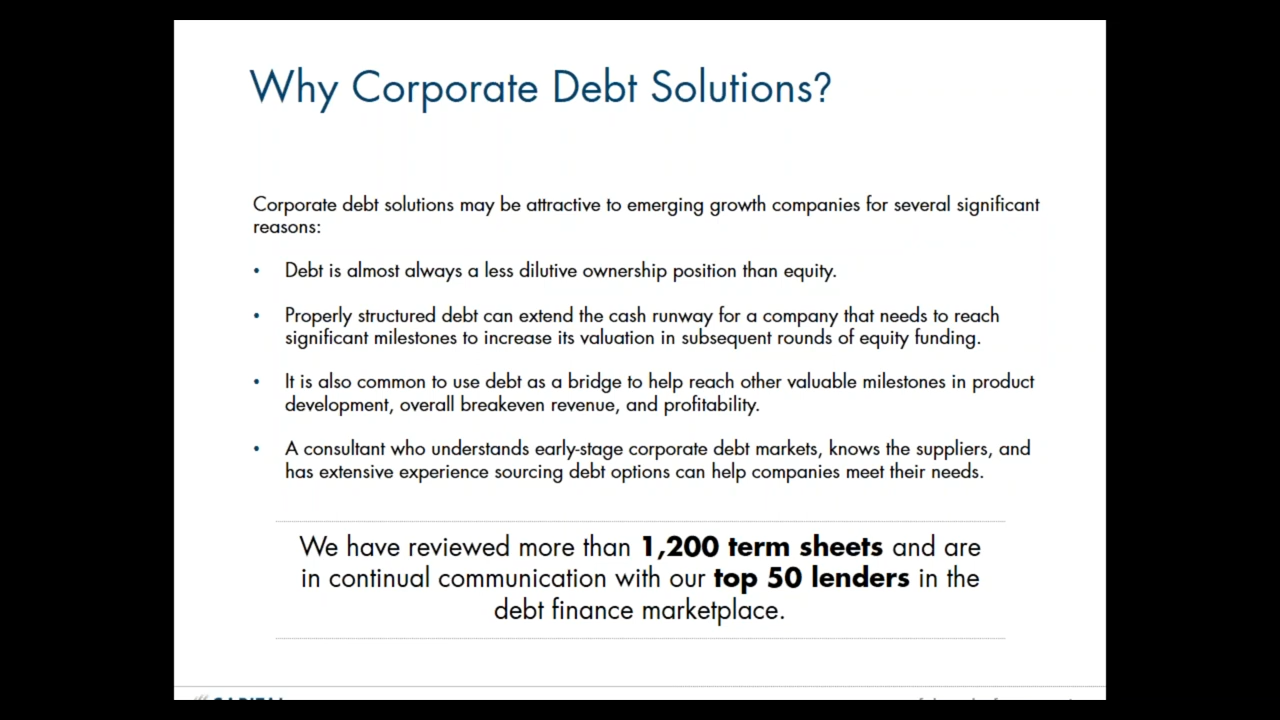 Why Corporate Debt Solutions?
Corporate debt solutions may be attractive to emerging growth companies for several significant
reasons:
• Debt is almost always a less dilutive ownership position than equity.
• Properly structured debt can extend the cash runway for a company that needs to reach
significant milestones to increase its valuation in subsequent rounds of equity funding.
• It is also common to use debt as a bridge to help reach other valuable milestones in product
development, overall breakeven revenue, and profitability.
• A consultant who understands early-stage corporate debt markets, knows the suppliers, and
has extensive experience sourcing debt options can help companies meet their needs.
We have reviewed more than 1,200 term sheets and are
in continual communication with our top 50 lenders in the
debt finance marketplace.
CAPITAL